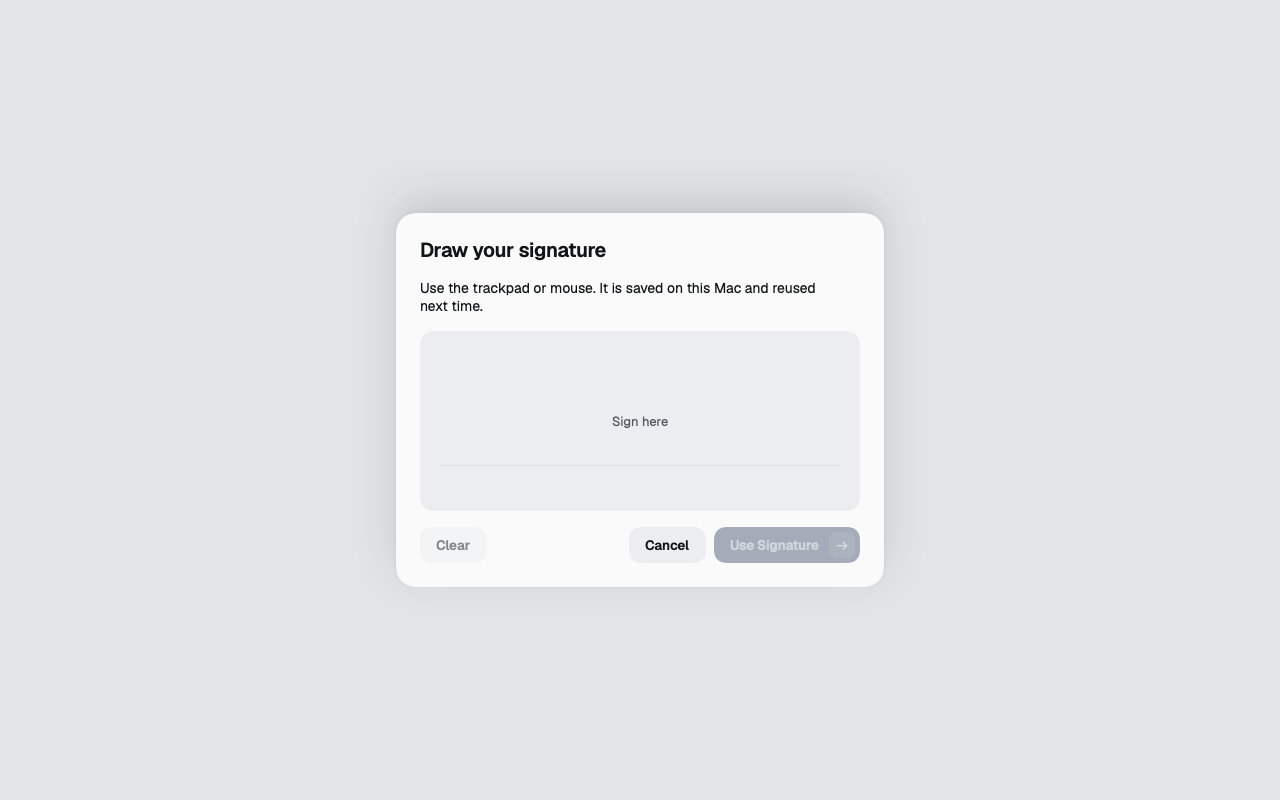 Draw your signature
Use the trackpad or mouse. It is saved on this Mac and reused
next time.
Sign here
Clear
Cancel
Use Signature